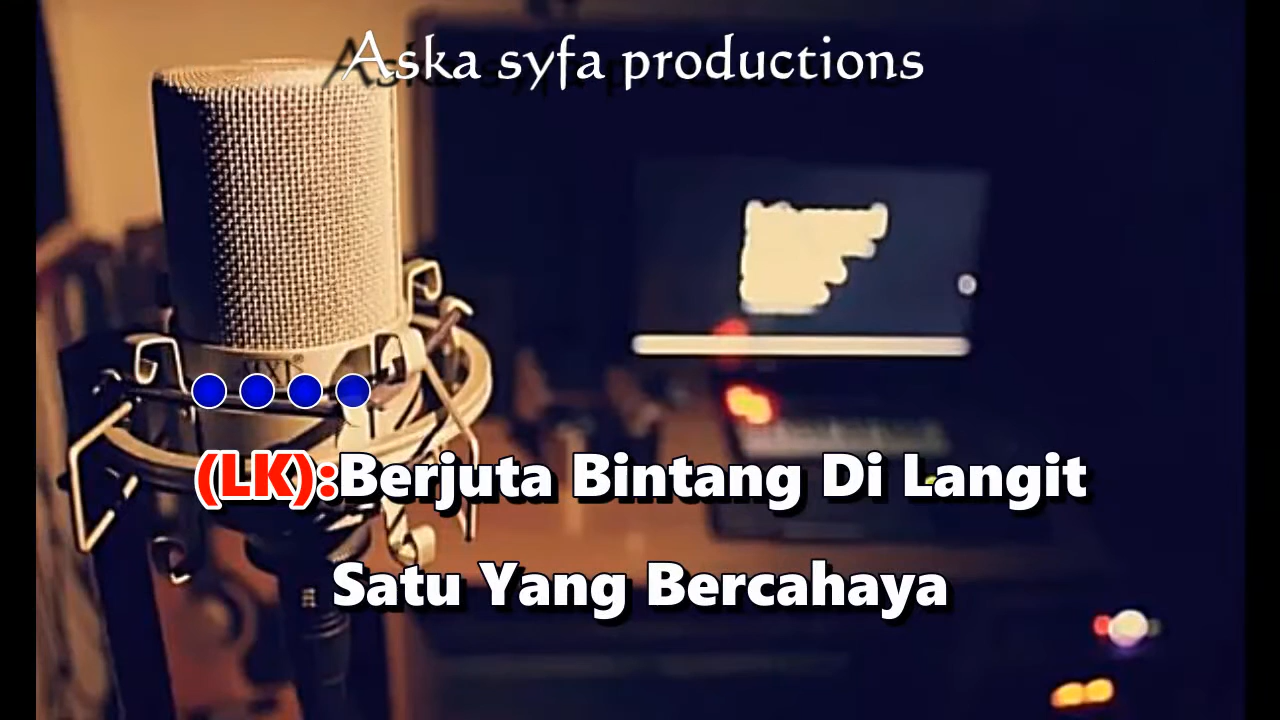 Aska syfa productions
(LK):Berjuta Bintang Di Langit
Satu Yang Bercahaya